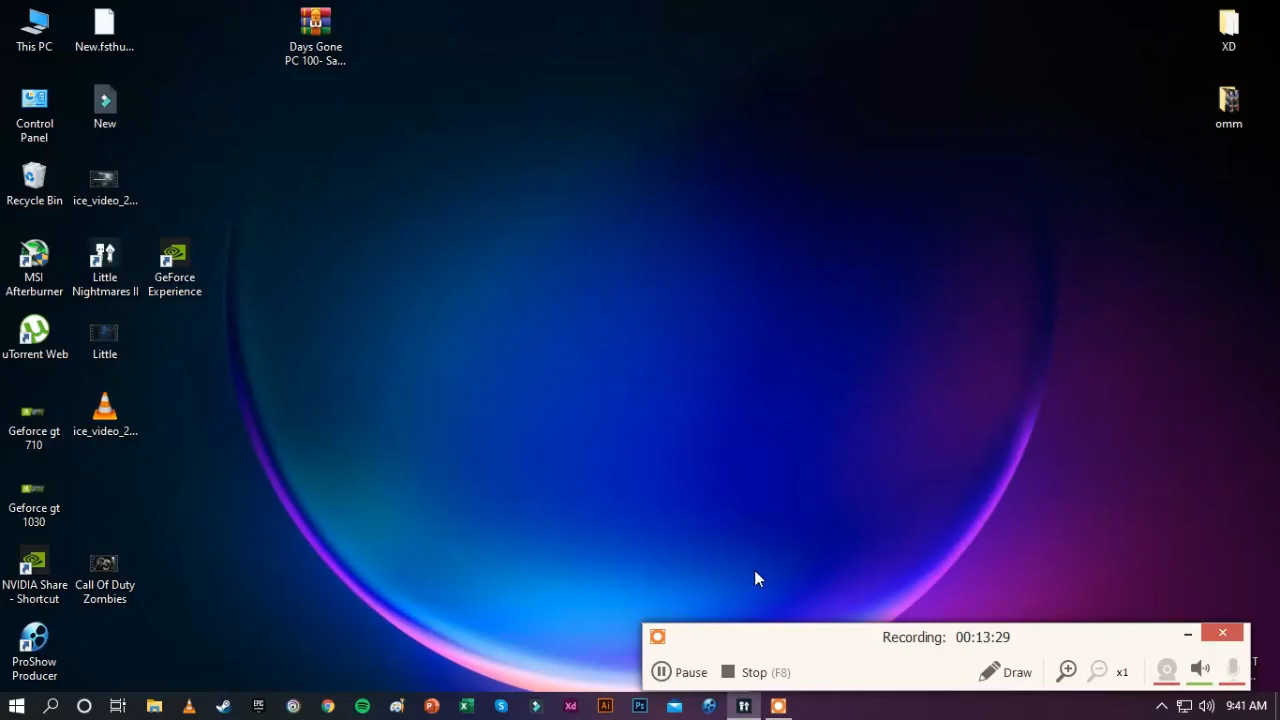 This PC
New.fsthu...
Days Gone
PC 100- Sa...
XD
Control
Panel
New
omm
Recycle Bin
ice_video_2...
MSI
Afterburner
Little
Nightmares II
GeForce
Experience
uTorrent Web
Little
Geforce gt
710
ice_video_2...
Geforce gt
1030
NVIDIA Share
- Shortcut
Call Of Duty
Zombies
ProShow
Producer
Recording: 00:13:29
Pause
Stop (F8)
Draw
x1
9:41 AM